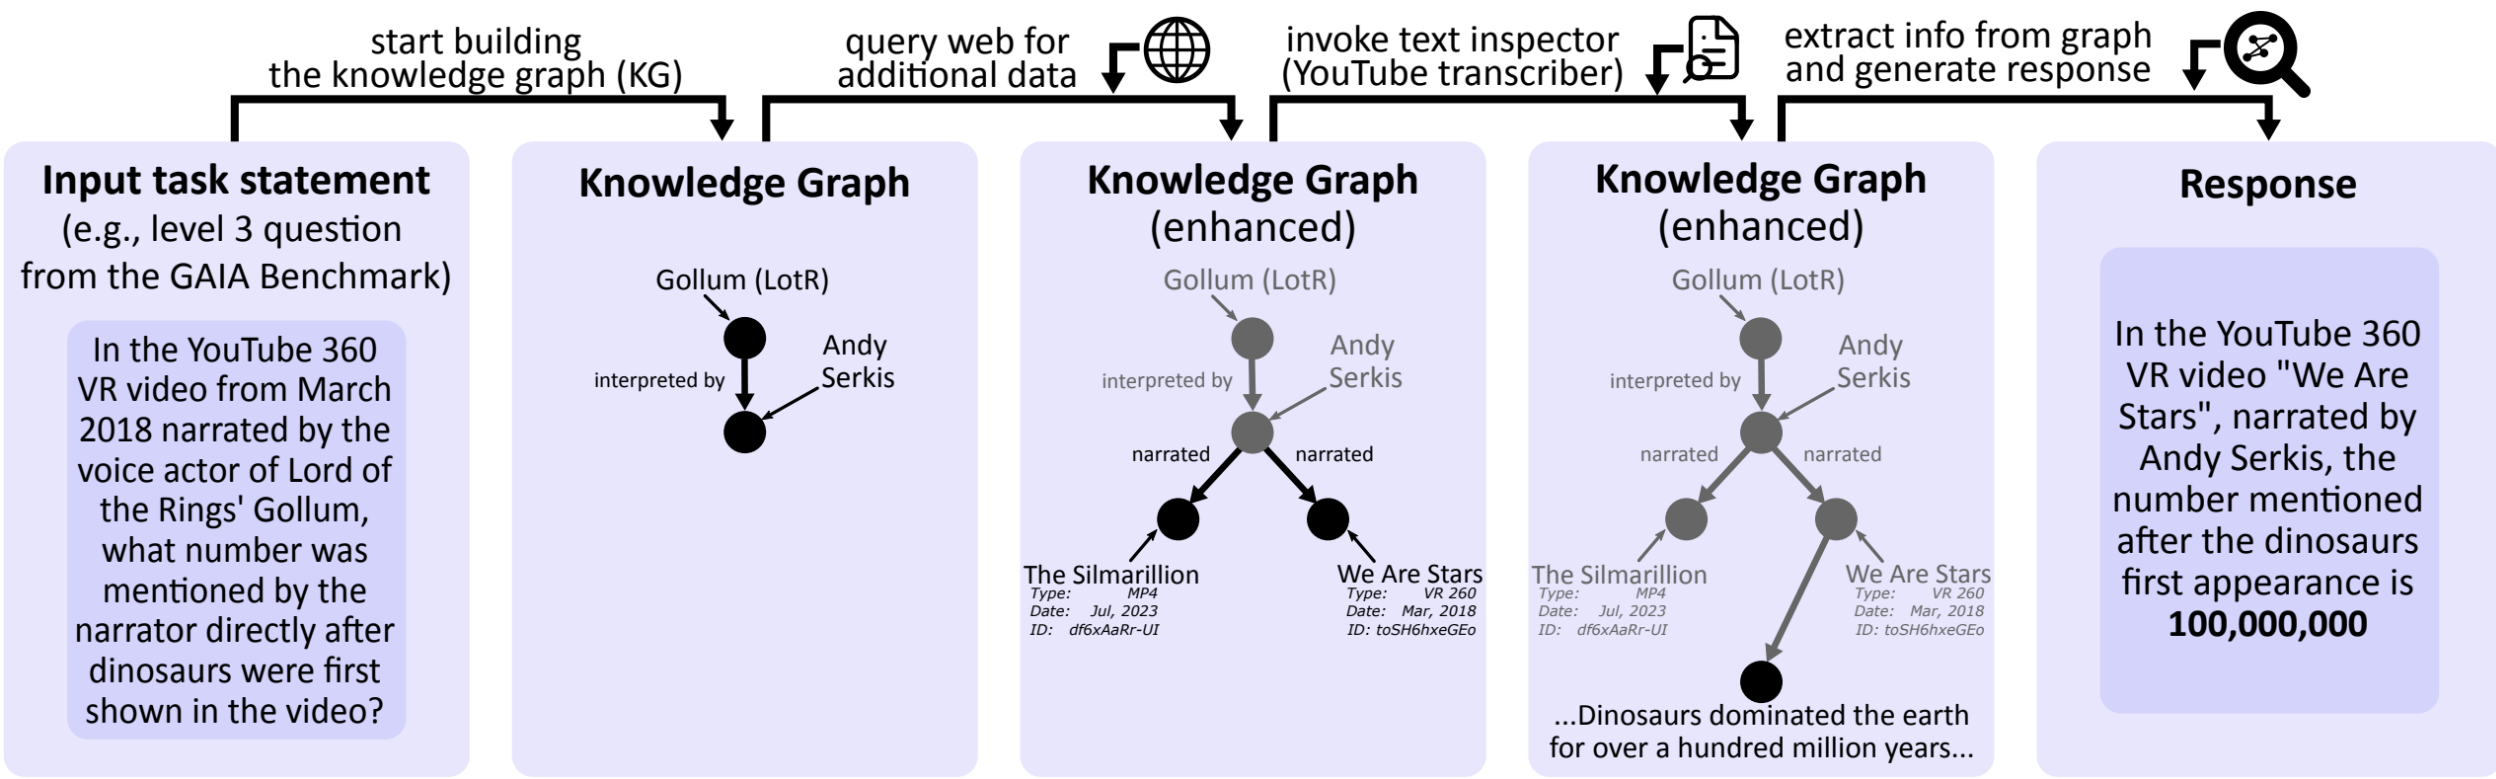 start building
the knowledge graph (KG)
query web for
additional data
invoke text inspector
(YouTube transcriber)
extract info from graph
and generate response
Input task statement
(e.g., level 3 question
from the GAIA Benchmark)
In the YouTube 360
VR video from March
2018 narrated by the
voice actor of Lord of
the Rings' Gollum,
what number was
mentioned by the
narrator directly after
dinosaurs were first
shown in the video?
Knowledge Graph
Gollum (LotR)
Andy
Serkis
interpreted by
Knowledge Graph
(enhanced)
Gollum (LotR)
Andy
Serkis
interpreted by
narrated
narrated
The Silmarillion
Type: MP4
Date: Jul, 2023
ID: df6xAaRr-UI
We Are Stars
Type: VR 260
Date: Mar, 2018
ID: toSH6hxeGEo
Knowledge Graph
(enhanced)
Gollum (LotR)
Andy
Serkis
interpreted by
narrated
narrated
The Silmarillion
Type: MP4
Date: Jul, 2023
ID: df6xAaRr-UI
We Are Stars
Type: VR 260
Date: Mar, 2018
ID: toSH6hxeGEo
...Dinosaurs dominated the earth
for over a hundred million years...
Response
In the YouTube 360
VR video "We Are
Stars", narrated by
Andy Serkis, the
number mentioned
after the dinosaurs
first appearance is
100,000,000